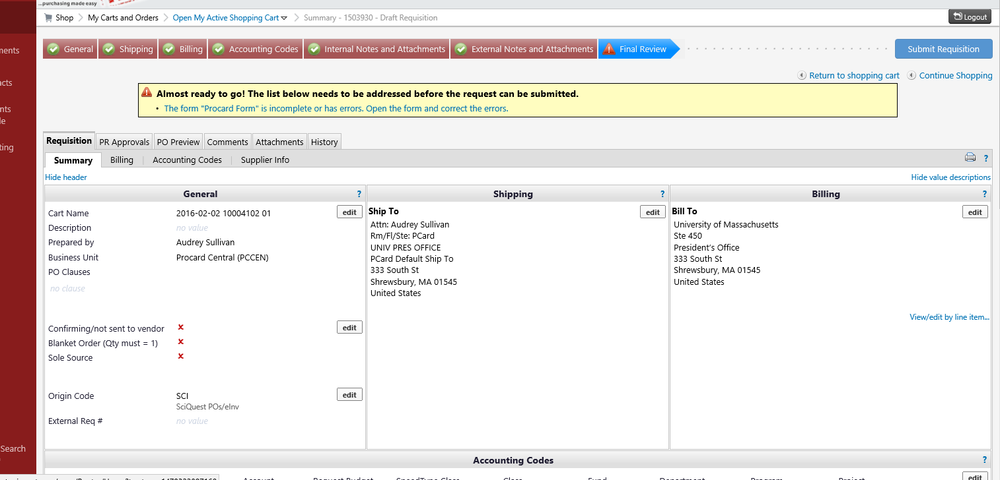 ...purchasing made easy
Shop My Carts and Orders Open My Active Shopping Cart Summary - 1503930 - Draft Requisition Logout
General Shipping Billing Accounting Codes Internal Notes and Attachments External Notes and Attachments Final Review Submit Requisition
Return to shopping cart Continue Shopping
Almost ready to go! The list below needs to be addressed before the request can be submitted.
• The form "Procard Form" is incomplete or has errors. Open the form and correct the errors.
Requisition PR Approvals PO Preview Comments Attachments History
Summary Billing Accounting Codes Supplier Info ?
Hide header Hide value descriptions
General ? Shipping ? Billing ?
Cart Name 2016-02-02 10004102 01 edit
Description no value
Prepared by Audrey Sullivan
Business Unit Procard Central (PCCEN)
PO Clauses
no clause
Confirming/not sent to vendor edit
Blanket Order (Qty must = 1)
Sole Source
Origin Code SCI edit
SciQuest POs/eInv
External Req # no value
Ship To edit
Attn: Audrey Sullivan
Rm/Fl/Ste: PCard
UNIV PRES OFFICE
PCard Default Ship To
333 South St
Shrewsbury, MA 01545
United States
Bill To edit
University of Massachusetts
Ste 450
President's Office
333 South St
Shrewsbury, MA 01545
United States
View/edit by line item...
Accounting Codes ?
Account Request Budget SpeedType Class Class Fund Department Program Project edit
ments
acts
nts
le
ting
Search